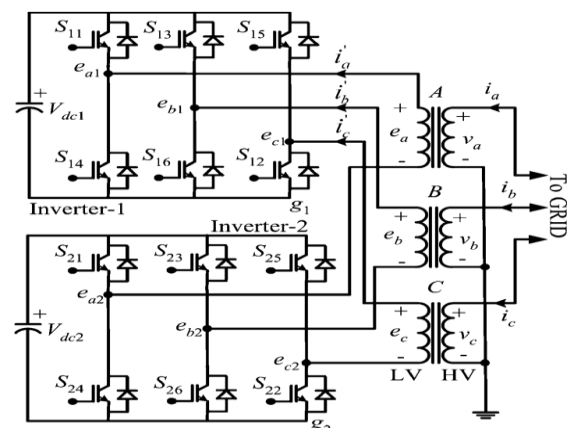 S11 S13 S15
i'a
A
ia
ea1
+ +
+ Vdc1
i'b
eb1
ea va
i'c
ec1
- -
S14 S16 S12
B
ib
To GRID
Inverter-1
g1
+ +
eb vb
Inverter-2
- -
S21 S23 S25
C
ic
ea2
+ +
+ Vdc2
eb2
ec vc
ec2
- -
LV HV
S24 S26 S22